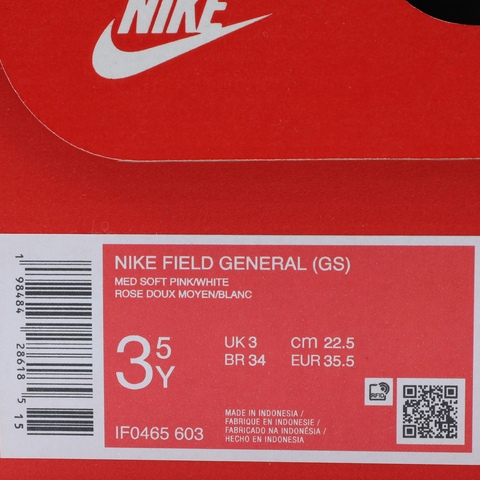 NIKE
NIKE FIELD GENERAL (GS)
MED SOFT PINK/WHITE
ROSE DOUX MOYEN/BLANC
3 5 Y
UK 3 cm 22.5
BR 34 EUR 35.5
RFID
MADE IN INDONESIA /
FABRIQUE EN INDONESIE /
FABRICADO NA INDONÉSIA /
HECHO EN INDONESIA
IF0465 603
1 98484 28618 5 15